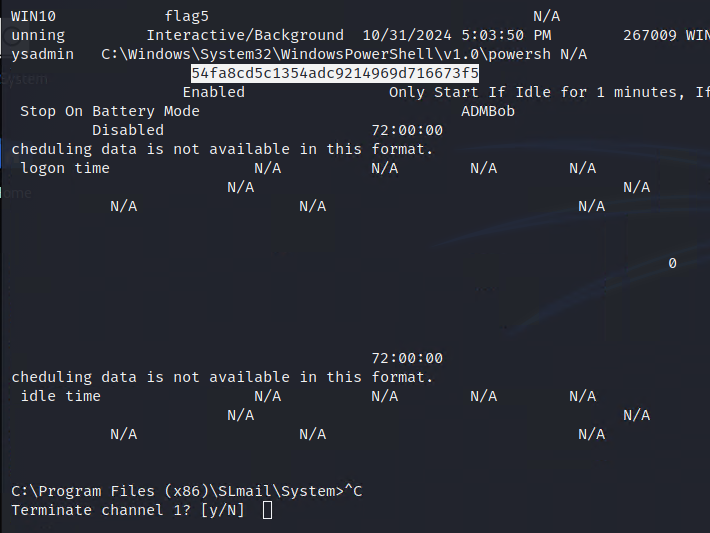 WIN10 flag5 N/A
unning Interactive/Background 10/31/2024 5:03:50 PM 267009 WIN
ysadmin C:\Windows\System32\WindowsPowerShell\v1.0\powersh N/A
System
54fa8cd5c1354adc9214969d716673f5
Enabled Only Start If Idle for 1 minutes, If
Stop On Battery Mode ADMBob
Disabled 72:00:00
cheduling data is not available in this format.
logon time N/A N/A N/A N/A
ome N/A N/A
N/A N/A N/A
0
72:00:00
cheduling data is not available in this format.
idle time N/A N/A N/A N/A
N/A N/A
N/A N/A N/A
C:\Program Files (x86)\SLmail\System>^C
Terminate channel 1? [y/N]